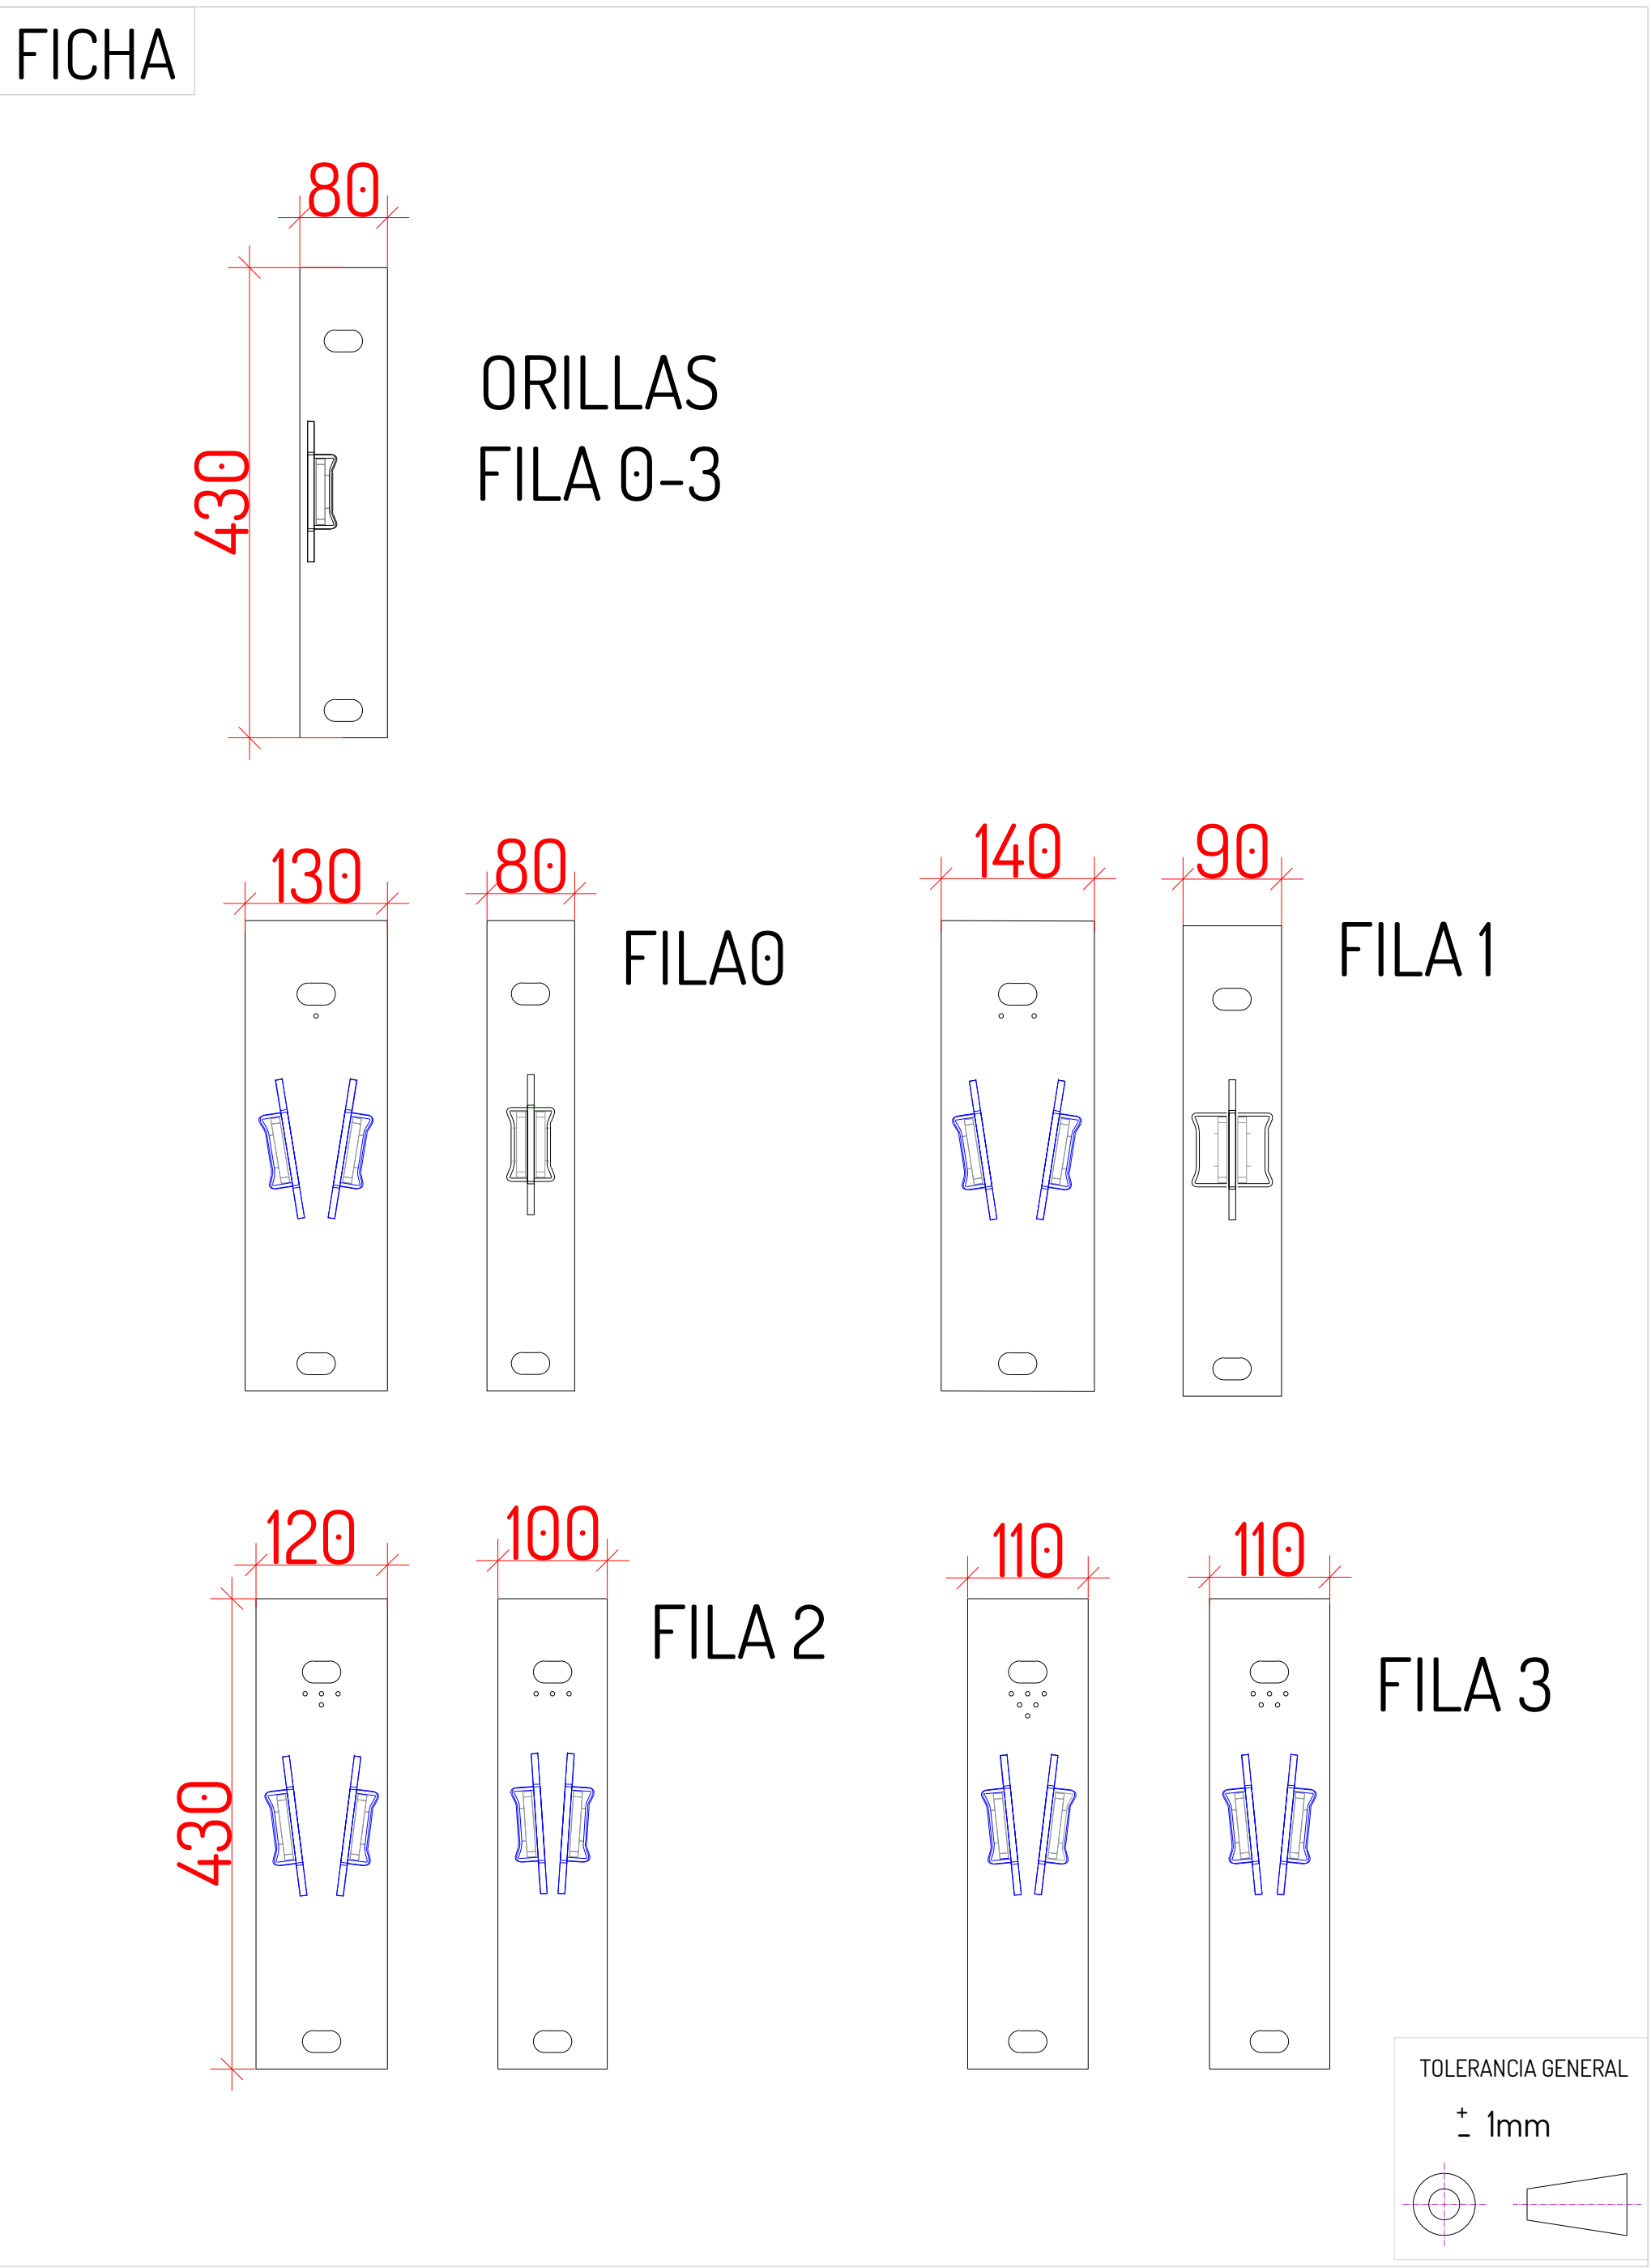 FICHA
80
430
ORILLAS
FILA 0-3
130
80
FILA0
140
90
FILA 1
120
100
FILA 2
430
110
110
FILA 3
TOLERANCIA GENERAL
± 1mm